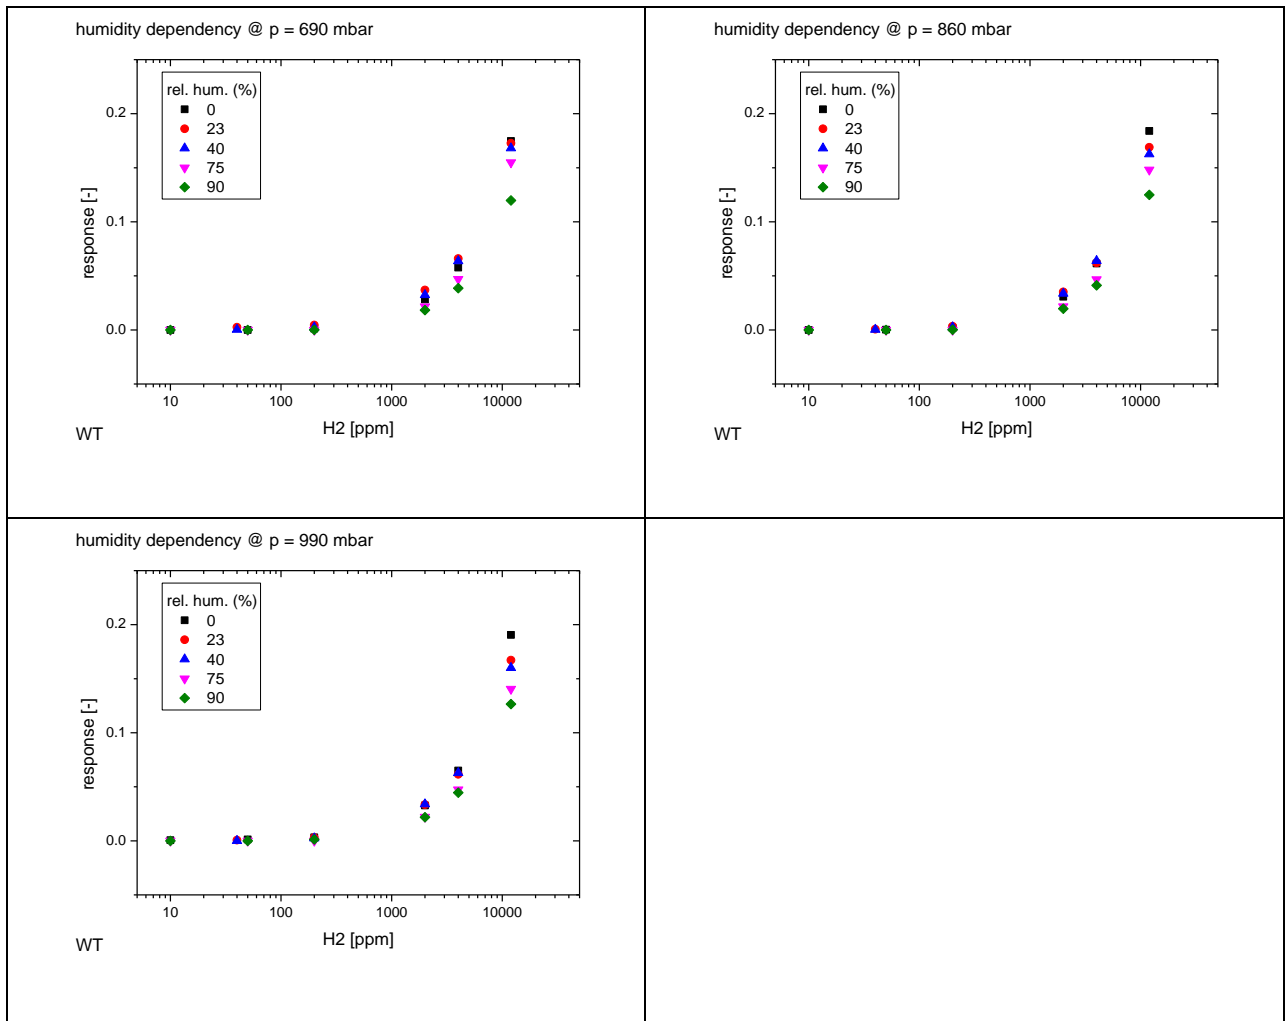 humidity dependency @ p = 690 mbar
rel. hum. (%)
0
23
40
75
90
0.2
0.1
0.0
response [-]
10
100
1000
10000
H2 [ppm]
WT
humidity dependency @ p = 860 mbar
rel. hum. (%)
0
23
40
75
90
0.2
0.1
0.0
response [-]
10
100
1000
10000
H2 [ppm]
WT
humidity dependency @ p = 990 mbar
rel. hum. (%)
0
23
40
75
90
0.2
0.1
0.0
response [-]
10
100
1000
10000
H2 [ppm]
WT